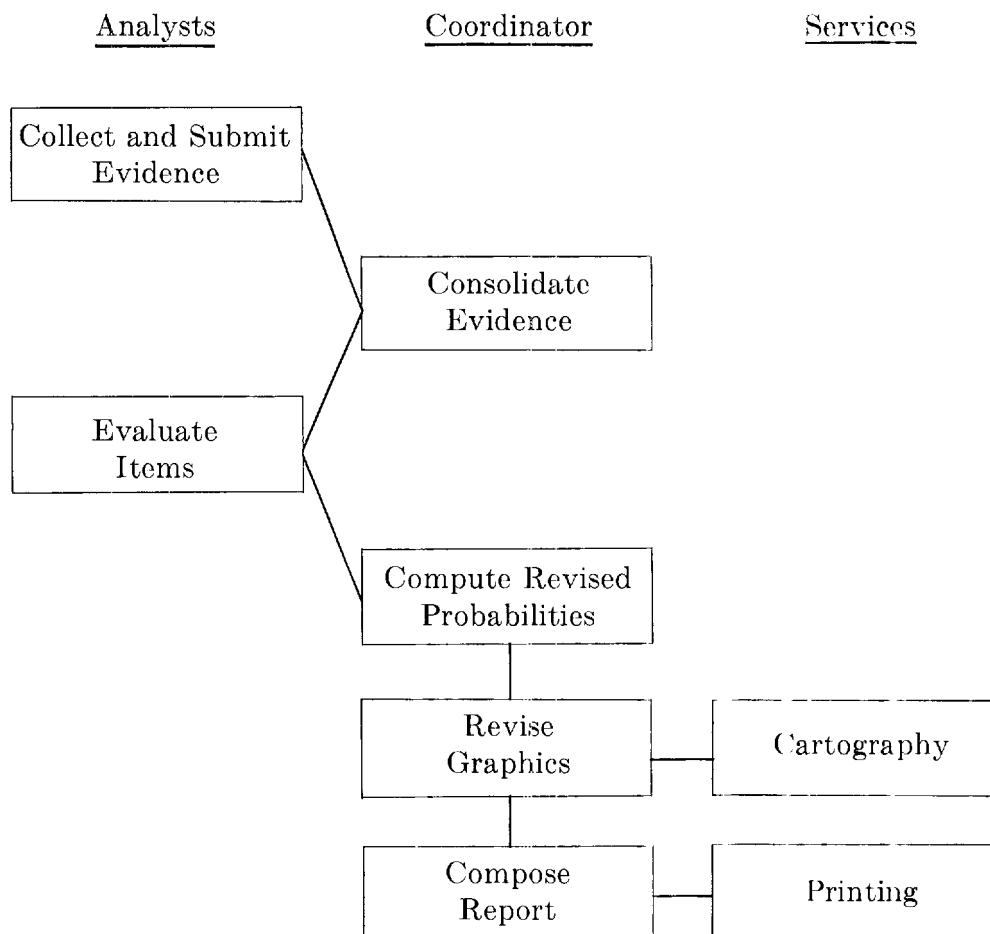 Analysts
Coordinator
Services
Collect and Submit
Evidence
Consolidate
Evidence
Evaluate
Items
Compute Revised
Probabilities
Revise
Graphics
Cartography
Compose
Report
Printing